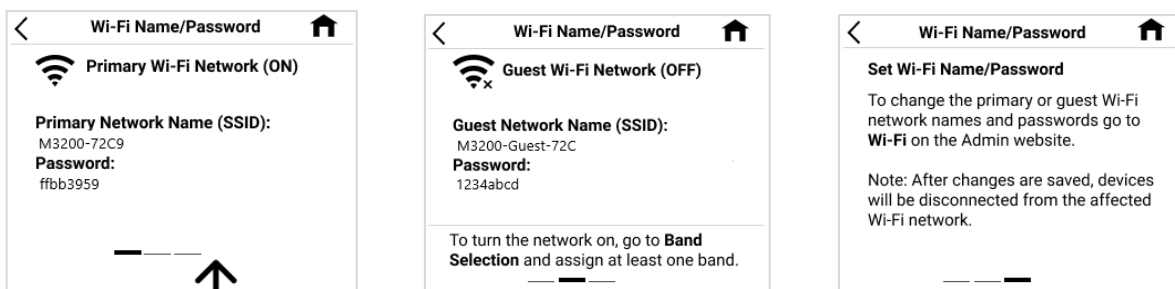 Wi-Fi Name/Password
Primary Wi-Fi Network (ON)
Primary Network Name (SSID):
M3200-72C9
Password:
ffbb3959
Wi-Fi Name/Password
Guest Wi-Fi Network (OFF)
Guest Network Name (SSID):
M3200-Guest-72C
Password:
1234abcd
To turn the network on, go to Band
Selection and assign at least one band.
Wi-Fi Name/Password
Set Wi-Fi Name/Password
To change the primary or guest Wi-Fi
network names and passwords go to
Wi-Fi on the Admin website.
Note: After changes are saved, devices
will be disconnected from the affected
Wi-Fi network.